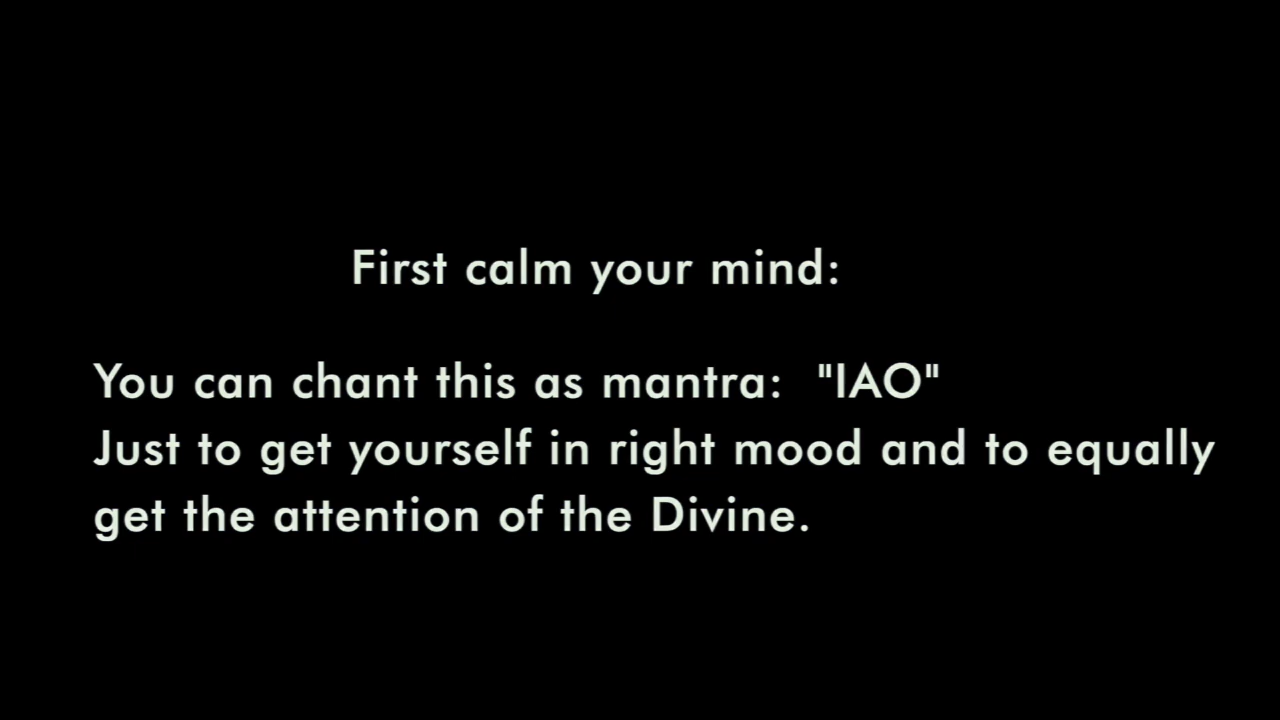 First calm your mind:
You can chant this as mantra:  "IAO"
Just to get yourself in right mood and to equally
get the attention of the Divine.